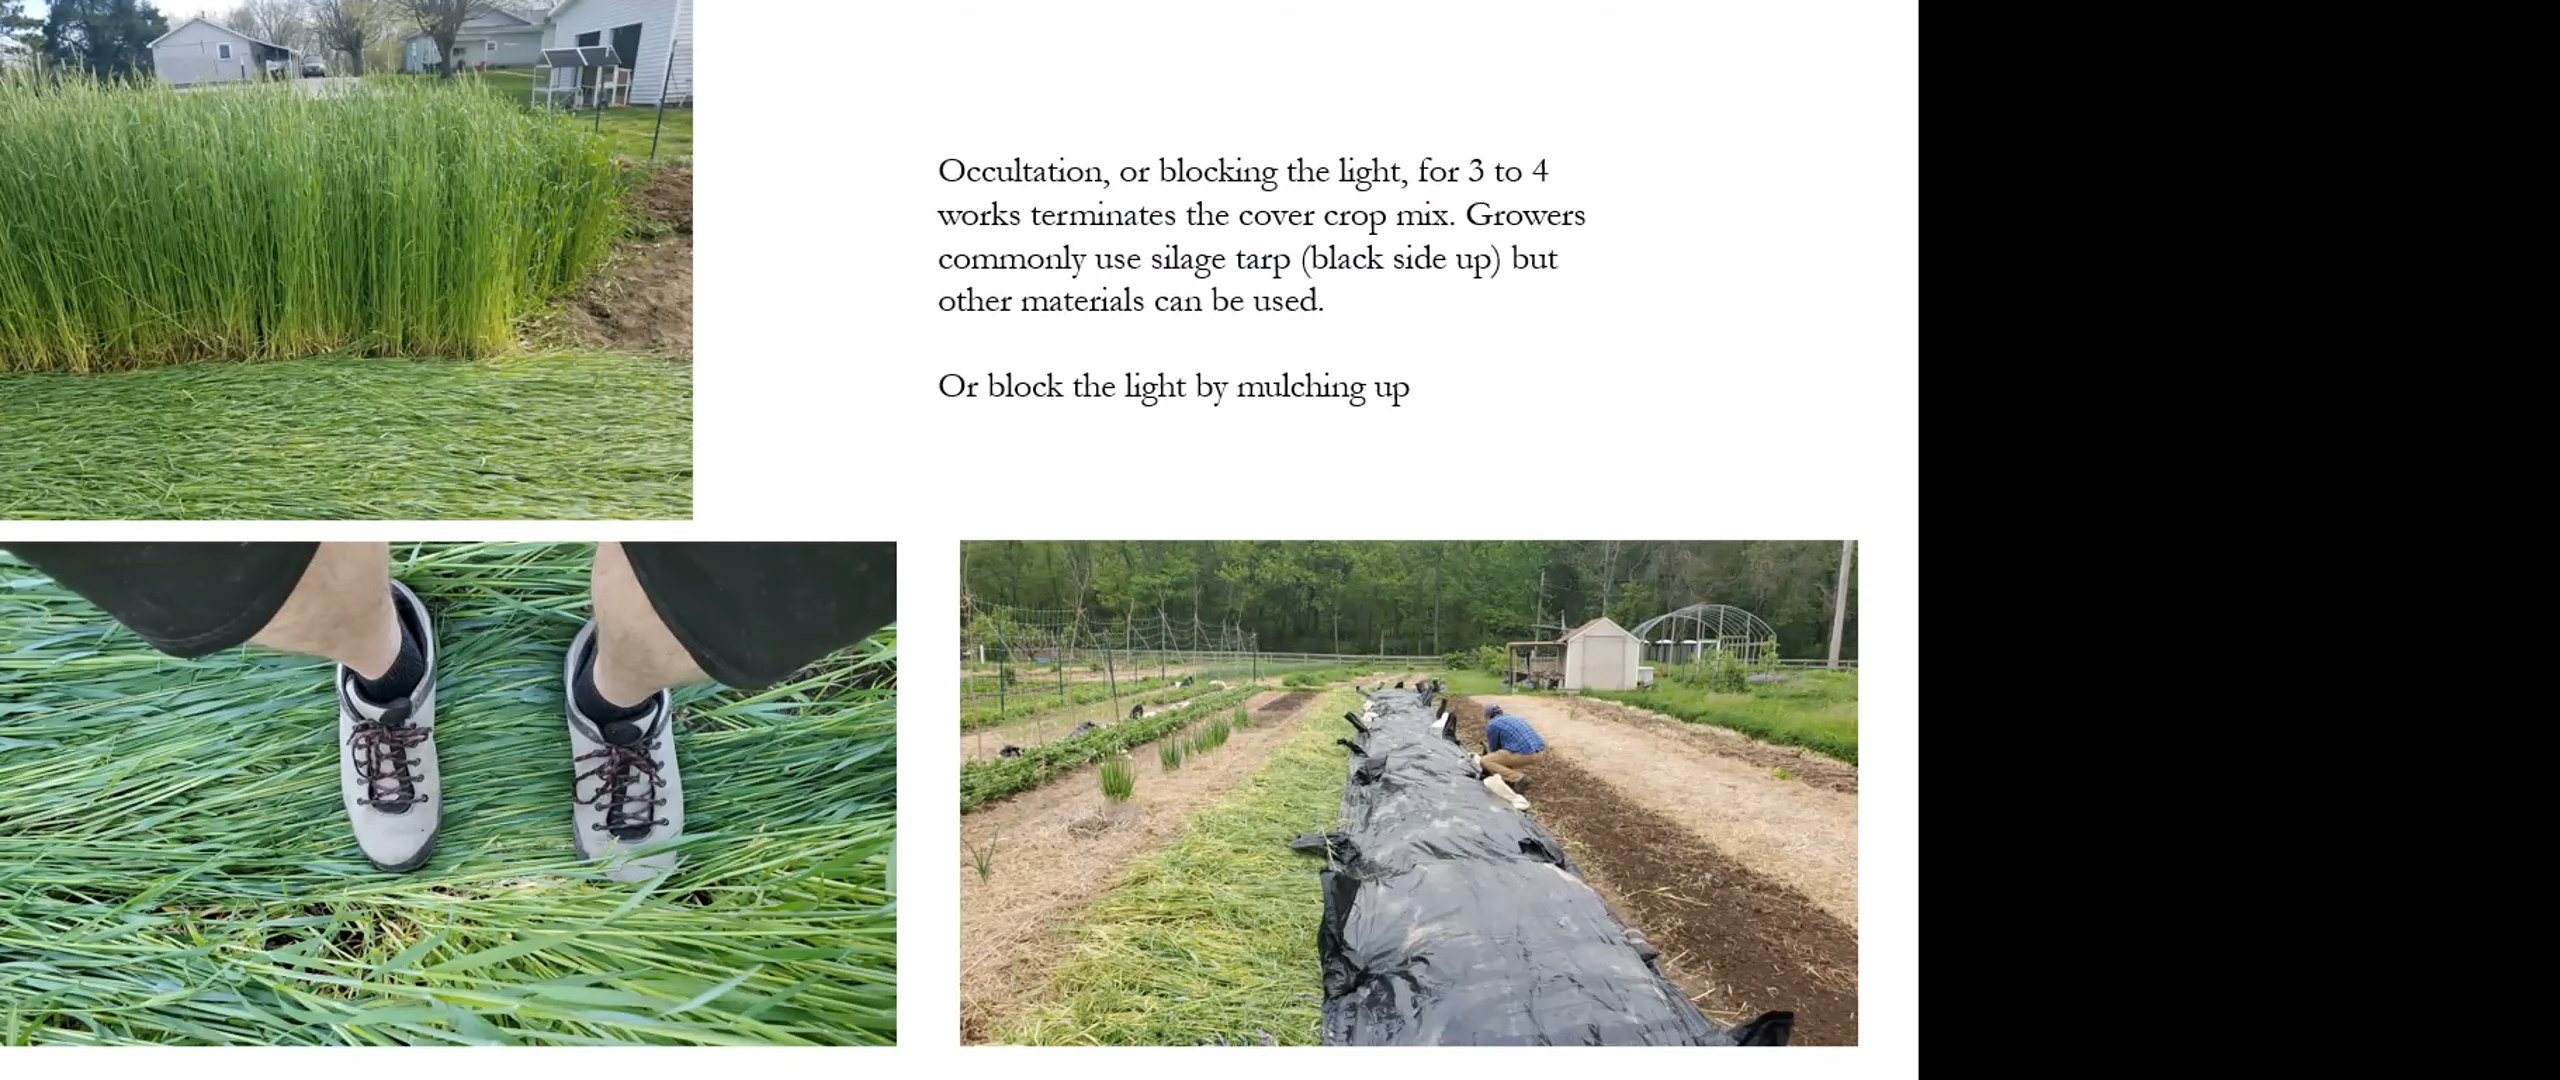 Occultation, or blocking the light, for 3 to 4
works terminates the cover crop mix. Growers
commonly use silage tarp (black side up) but
other materials can be used.
Or block the light by mulching up